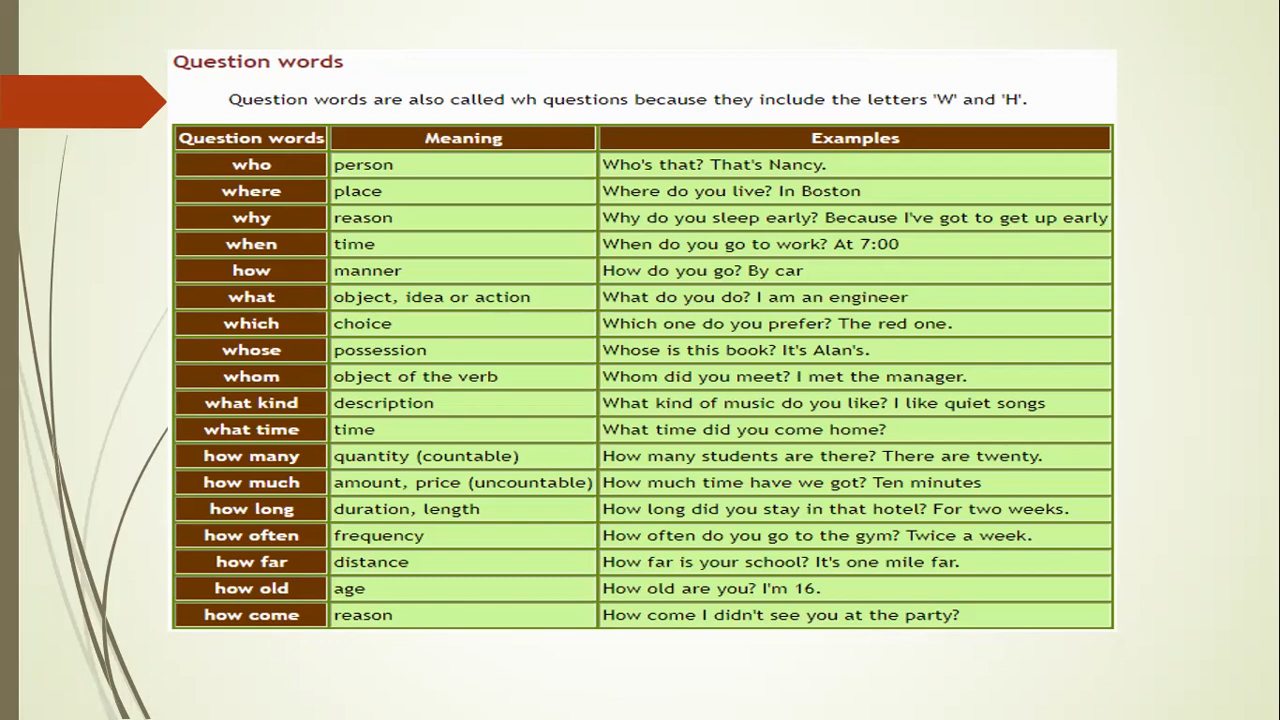 Question words
Question words are also called wh questions because they include the letters 'W' and 'H'.
Question words Meaning Examples
who person Who's that? That's Nancy.
where place Where do you live? In Boston
why reason Why do you sleep early? Because I've got to get up early
when time When do you go to work? At 7:00
how manner How do you go? By car
what object, idea or action What do you do? I am an engineer
which choice Which one do you prefer? The red one.
whose possession Whose is this book? It's Alan's.
whom object of the verb Whom did you meet? I met the manager.
what kind description What kind of music do you like? I like quiet songs
what time time What time did you come home?
how many quantity (countable) How many students are there? There are twenty.
how much amount, price (uncountable) How much time have we got? Ten minutes
how long duration, length How long did you stay in that hotel? For two weeks.
how often frequency How often do you go to the gym? Twice a week.
how far distance How far is your school? It's one mile far.
how old age How old are you? I'm 16.
how come reason How come I didn't see you at the party?